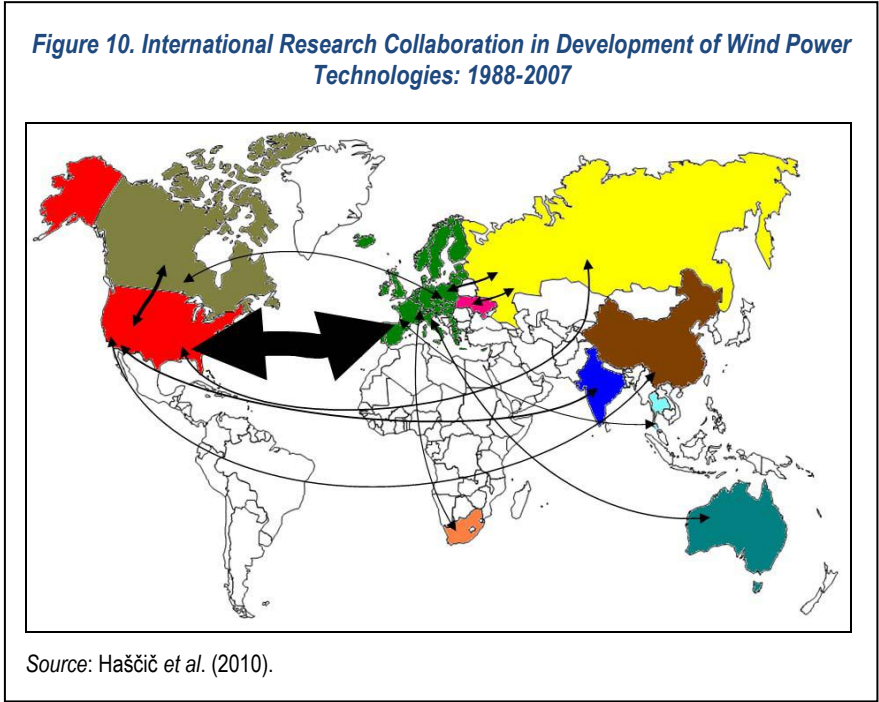 Figure 10. International Research Collaboration in Development of Wind Power
Technologies: 1988-2007
Source: Haščič et al. (2010).